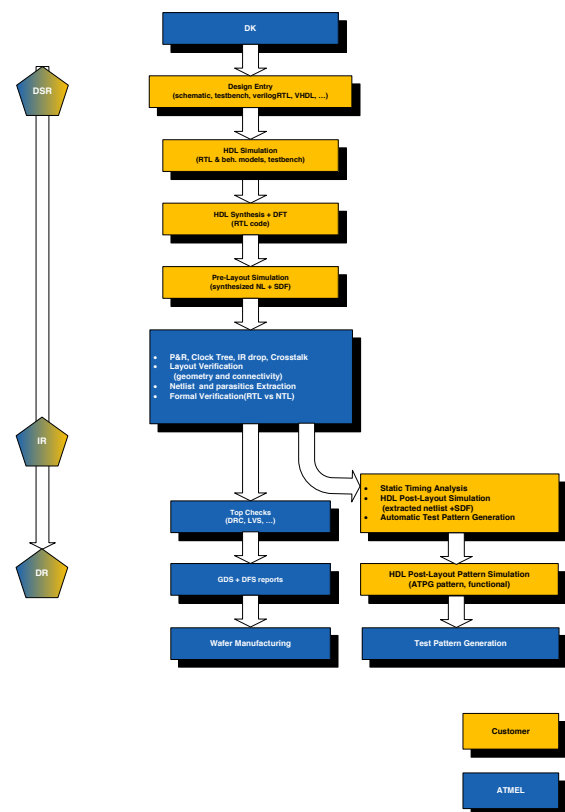 DK
DSR
Design Entry
(schematic, testbench, verilogRTL, VHDL, …)
HDL Simulation
(RTL & beh. models, testbench)
HDL Synthesis + DFT
(RTL code)
Pre-Layout Simulation
(synthesized NL + SDF)
• P&R, Clock Tree, IR drop, Crosstalk
• Layout Verification
(geometry and connectivity)
• Netlist and parasitics Extraction
• Formal Verification(RTL vs NTL)
IR
• Static Timing Analysis
• HDL Post-Layout Simulation
(extracted netlist +SDF)
• Automatic Test Pattern Generation
Top Checks
(DRC, LVS, …)
DR
GDS + DFS reports
HDL Post-Layout Pattern Simulation
(ATPG pattern, functional)
Wafer Manufacturing
Test Pattern Generation
Customer
ATMEL